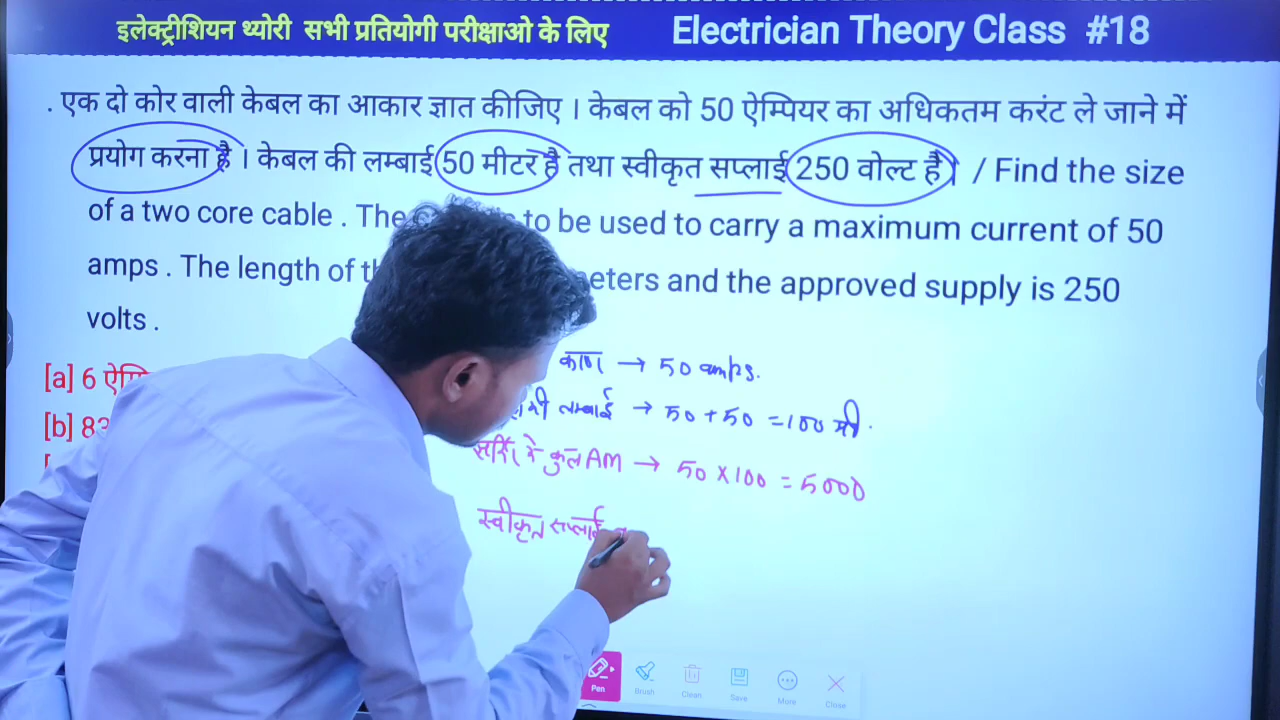 इलेक्ट्रीशियन थ्योरी सभी प्रतियोगी परीक्षाओ के लिए Electrician Theory Class #18
. एक दो कोर वाली केबल का आकार ज्ञात कीजिए । केबल को 50 ऐम्पियर का अधिकतम करंट ले जाने में
प्रयोग करना है । केबल की लम्बाई 50 मीटर है तथा स्वीकृत सप्लाई 250 वोल्ट है । / Find the size
of a two core cable . The to be used to carry a maximum current of 50
amps . The length of and the approved supply is 250
volts .
[a] 6
→ 50 amps.
लम्बाई → 50 + 50 = 100 मी.
कुल AM → 50 x 100 = 5000
स्वीकृत सप्लाई
[b] 83
Pen Brush Clean Save More Close